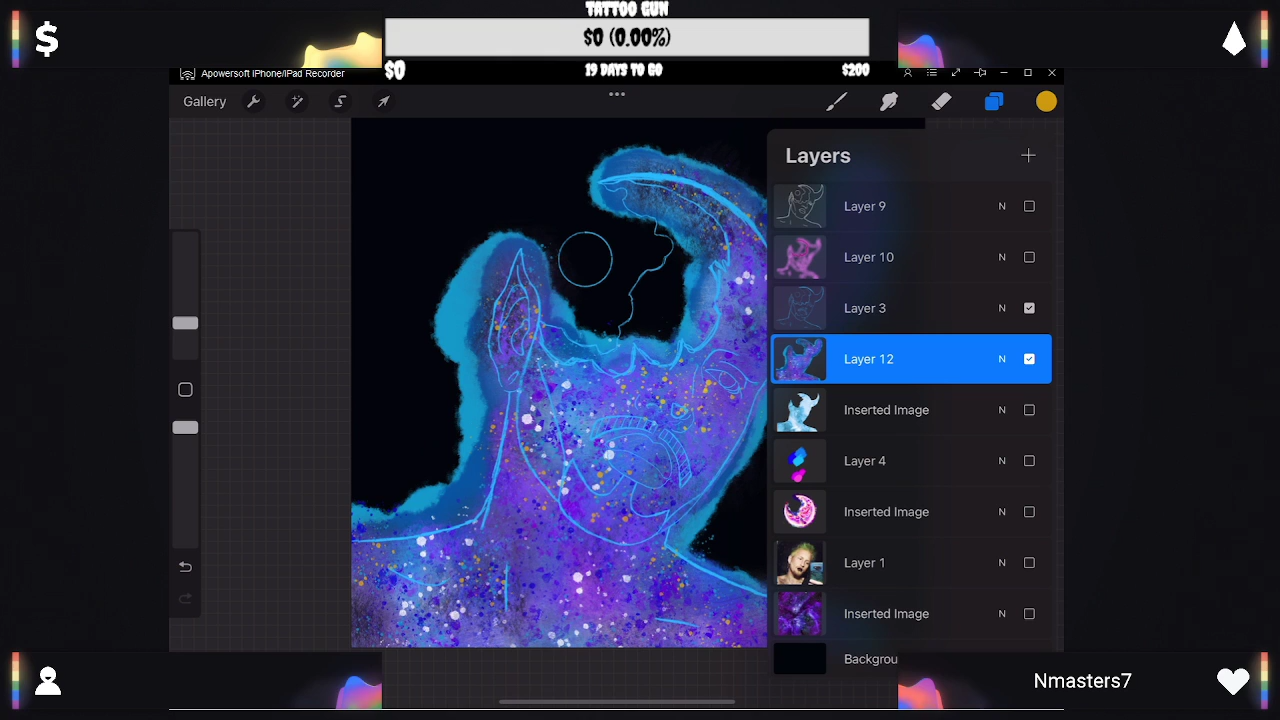 TATTOO GUN
$0 (0.00%)
$0 19 DAYS TO GO $200
Apowersoft iPhone/iPad Recorder
Gallery
Layers
Layer 9 N
Layer 10 N
Layer 3 N
Layer 12 N
Inserted Image N
Layer 4 N
Inserted Image N
Layer 1 N
Inserted Image N
Backgrou
Nmasters7